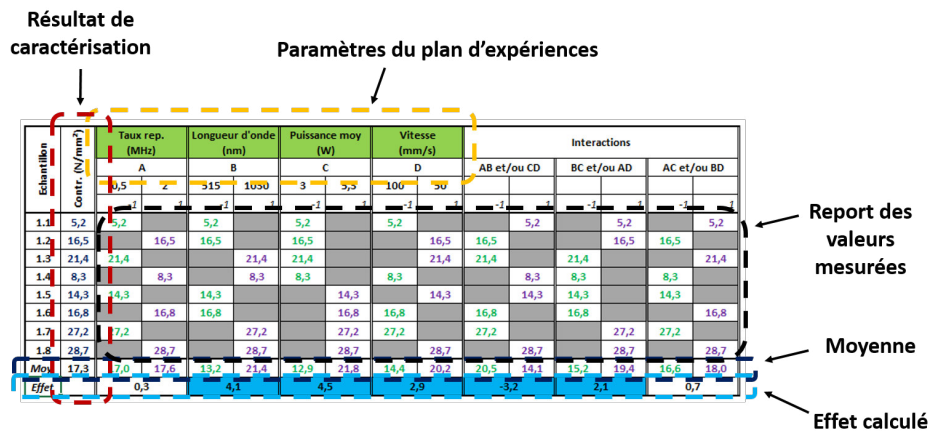 Résultat de
caractérisation
Paramètres du plan d'expériences
Echantillon
Contr. (N/mm²)
Taux rep. (MHz) Longueur d'onde (nm) Puissance moy (W) Vitesse (mm/s) Interactions
A B C D AB et/ou CD BC et/ou AD AC et/ou BD
0,5 2 515 1030 3 100 50
-1 1 -1 1 -1 1 -1 1 -1 1 -1 1 -1 1
1.1 5,2 5,2 5,2 5,2 5,2 5,2 5,2 5,2
1.2 16,5 16,5 16,5 16,5 16,5 16,5 16,5 16,5
1.3 21,4 21,4 21,4 21,4 21,4 21,4 21,4 21,4
1.4 8,3 8,3 8,3 8,3 8,3 8,3 8,3 8,3
1.5 14,3 14,3 14,3 14,3 14,3 14,3 14,3 14,3
1.6 16,8 16,8 16,8 16,8 16,8 16,8 16,8 16,8
1.7 27,2 27,2 27,2 27,2 27,2 27,2 27,2 27,2
1.8 28,7 28,7 28,7 28,7 28,7 28,7 28,7 28,7
Moy 17,3 17,0 17,6 13,2 21,4 12,9 21,8 14,4 20,2 20,5 14,1 15,2 19,4 16,6 18,0
Effet 0,3 4,1 4,5 2,9 -3,2 2,1 0,7
Report des
valeurs
mesurées
Moyenne
Effet calculé